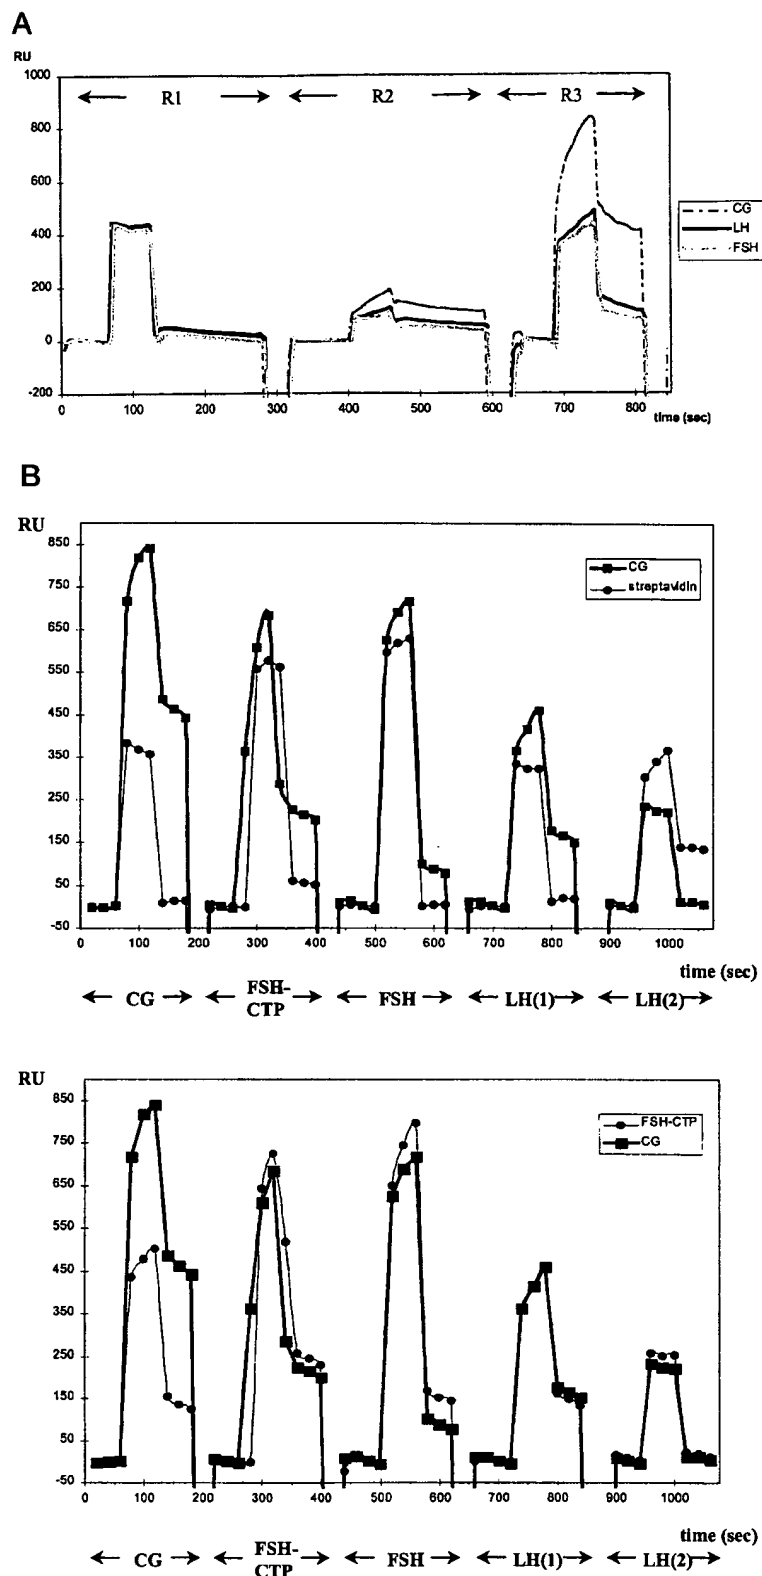 A
RU
1000
R1 R2 R3
800
600
CG
LH
FSH
400
200
0
-200
0 100 200 300 400 500 600 700 800
time (sec)
B
RU
850
CG
streptavidin
750
650
550
450
350
250
150
50
-50
0 100 200 300 400 500 600 700 800 900 1000
time (sec)
CG FSH-CTP FSH LH(1) LH(2)
RU
850
FSH-CTP
CG
750
650
550
450
350
250
150
50
-50
0 100 200 300 400 500 600 700 800 900 1000
time (sec)
CG FSH-CTP FSH LH(1) LH(2)